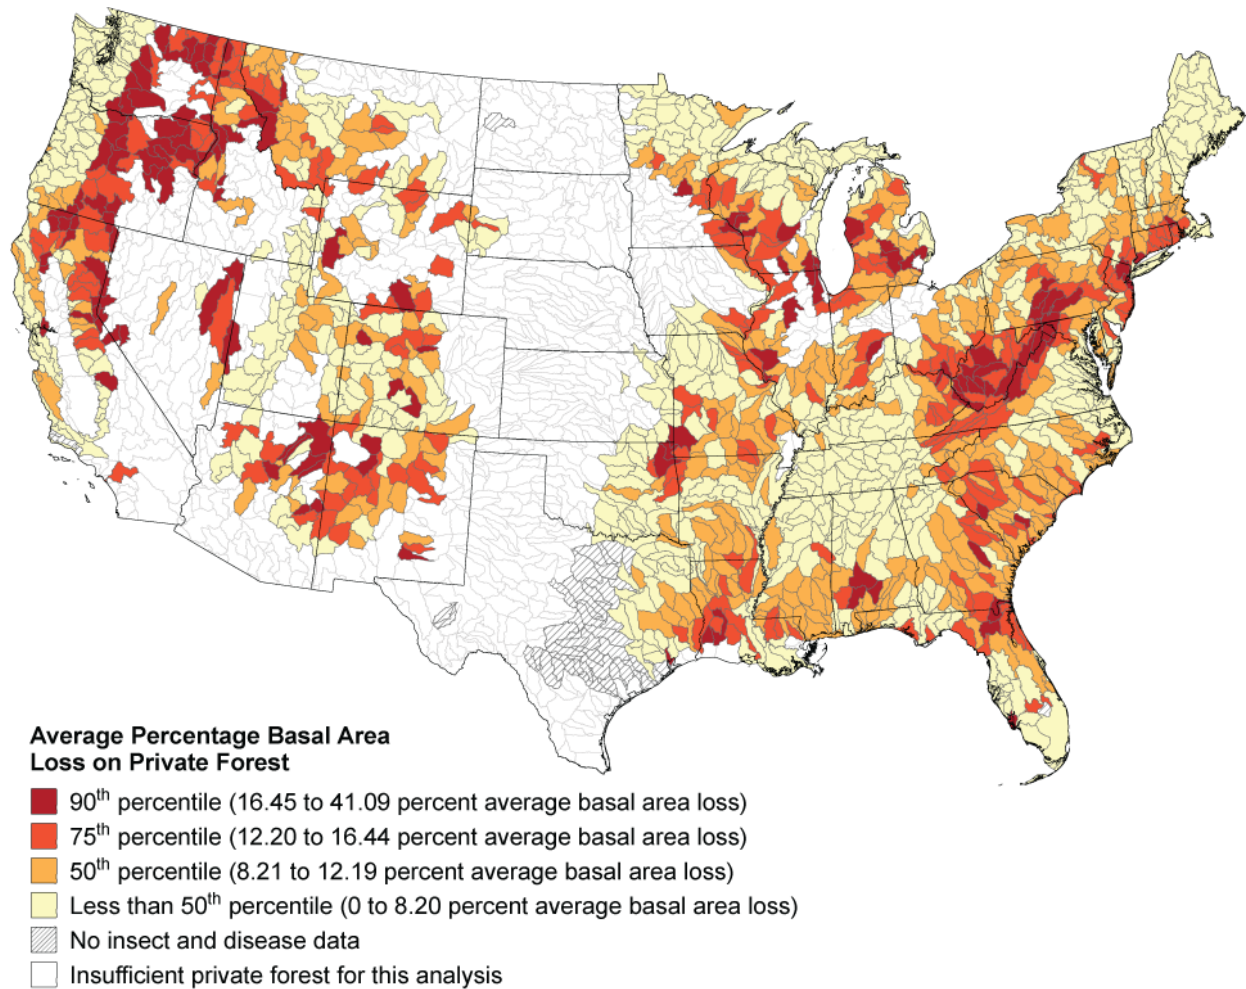 Average Percentage Basal Area
Loss on Private Forest
90th percentile (16.45 to 41.09 percent average basal area loss)
75th percentile (12.20 to 16.44 percent average basal area loss)
50th percentile (8.21 to 12.19 percent average basal area loss)
Less than 50th percentile (0 to 8.20 percent average basal area loss)
No insect and disease data
Insufficient private forest for this analysis